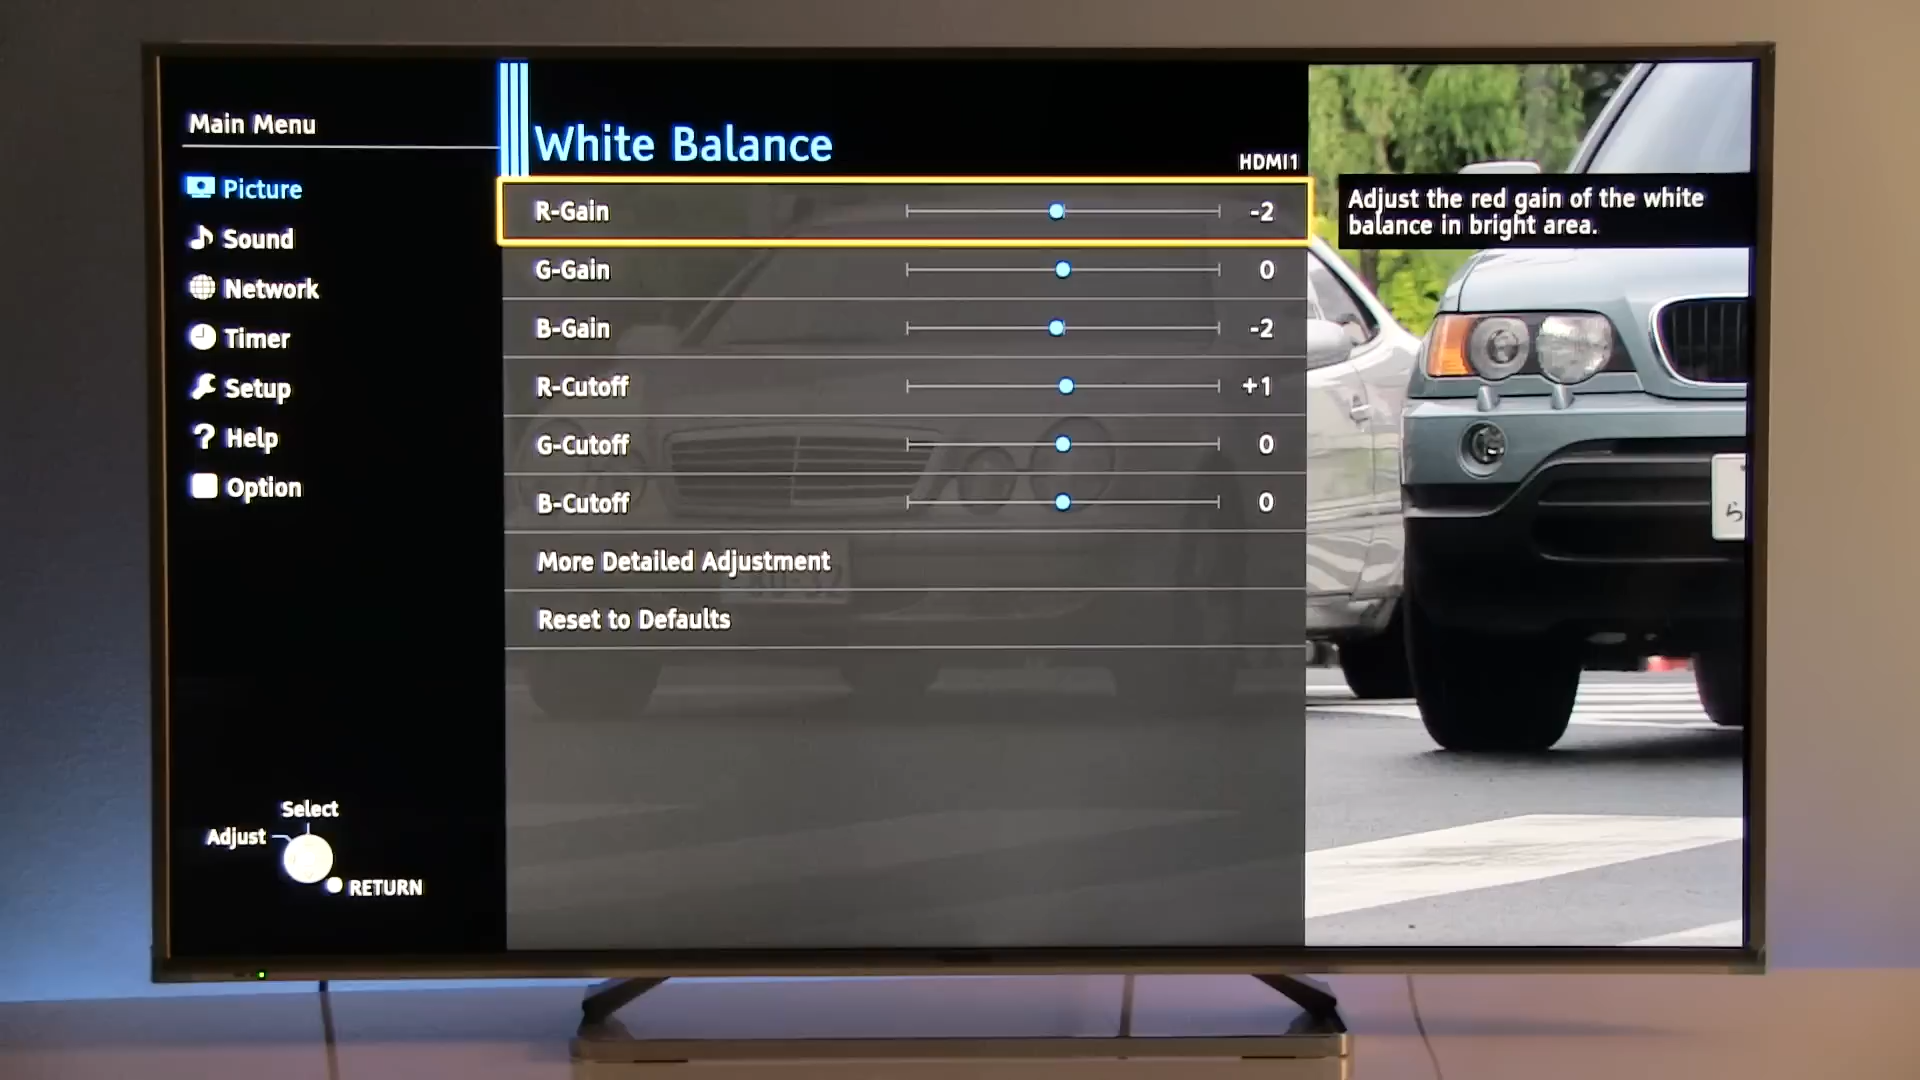 Main Menu
Picture
Sound
Network
Timer
Setup
Help
Option
Select
Adjust
RETURN
White Balance
HDMI1
R-Gain -2
G-Gain 0
B-Gain -2
R-Cutoff +1
G-Cutoff 0
B-Cutoff 0
More Detailed Adjustment
Reset to Defaults
Adjust the red gain of the white
balance in bright area.
ら